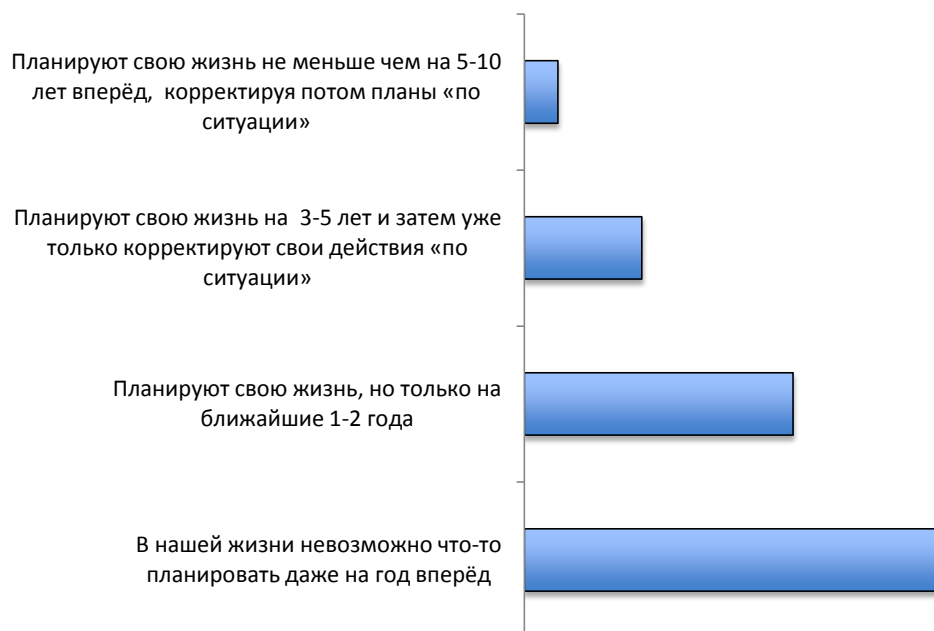 Планируют свою жизнь не меньше чем на 5-10
лет вперёд, корректируя потом планы «по
ситуации»
Планируют свою жизнь на 3-5 лет и затем уже
только корректируют свои действия «по
ситуации»
Планируют свою жизнь, но только на
ближайшие 1-2 года
В нашей жизни невозможно что-то
планировать даже на год вперёд